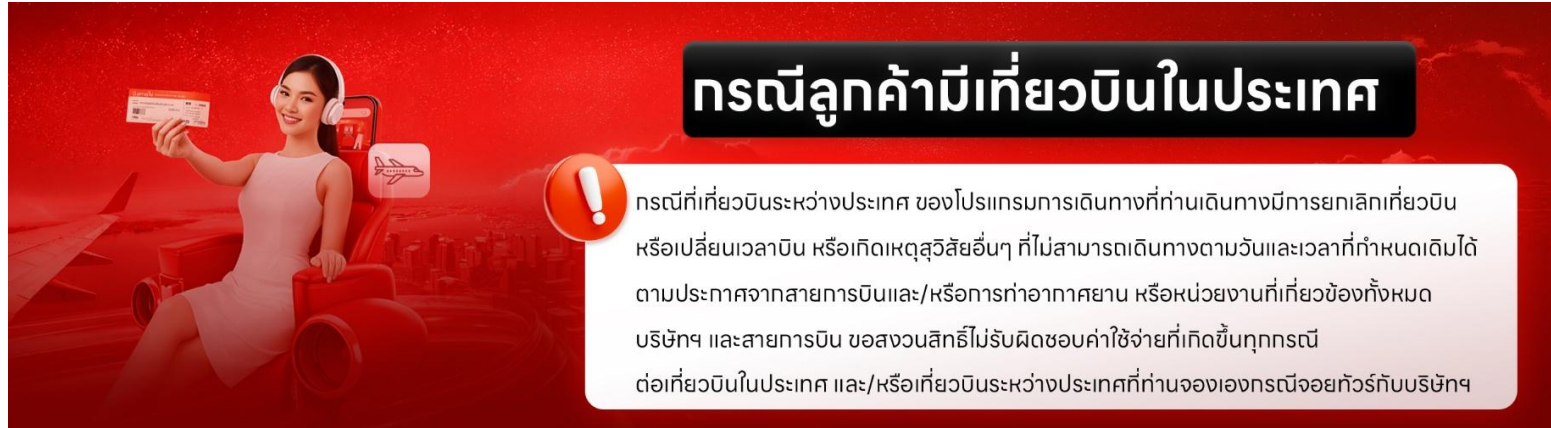 กรณีลูกค้ามีเที่ยวบินในประเทศ
กรณีที่เที่ยวบินระหว่างประเทศ ของโปรแกรมการเดินทางที่ท่านเดินทางมีการยกเลิกเที่ยวบิน
หรือเปลี่ยนเวลาบิน หรือเกิดเหตุสุวิสัยอื่นๆ ที่ไม่สามารถเดินทางตามวันและเวลาที่กำหนดเดิมได้
ตามประกาศจากสายการบินและ/หรือการท่าอากาศยาน หรือหน่วยงานที่เกี่ยวข้องทั้งหมด
บริษัทฯ และสายการบิน ขอสงวนสิทธิ์ไม่รับผิดชอบค่าใช้จ่ายที่เกิดขึ้นทุกกรณี
ต่อเที่ยวบินในประเทศ และ/หรือเที่ยวบินระหว่างประเทศที่ท่านจองเองกรณีจอยทัวร์กับบริษัทฯ